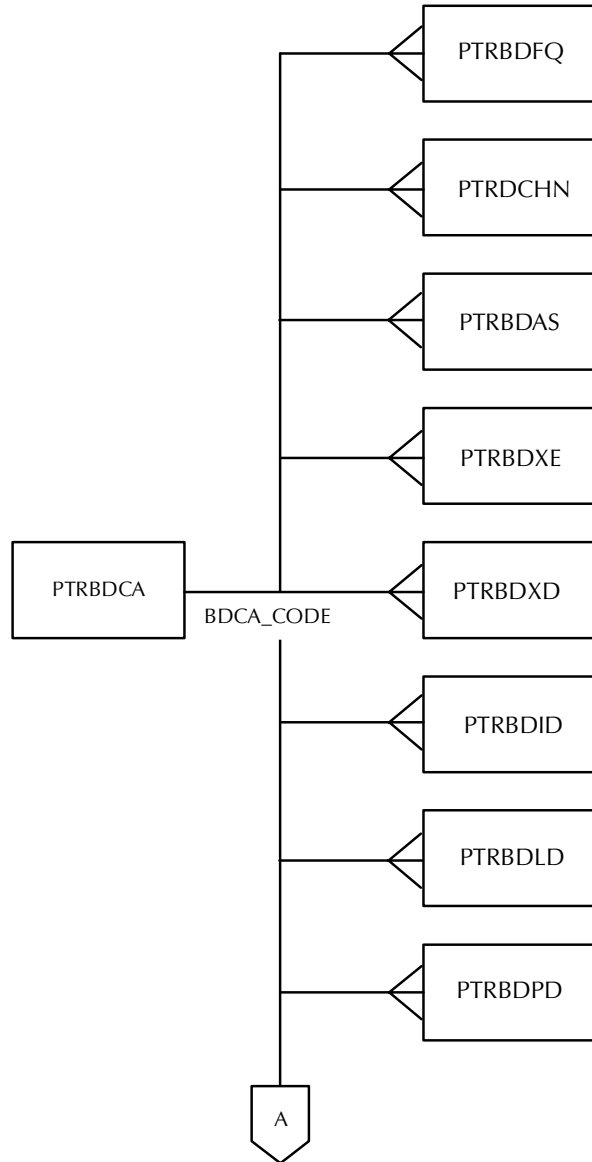 PTRBDFQ
PTRDCHN
PTRBDAS
PTRBDXE
PTRBDCA
BDCA_CODE
PTRBDXD
PTRBDID
PTRBDLD
PTRBDPD
A